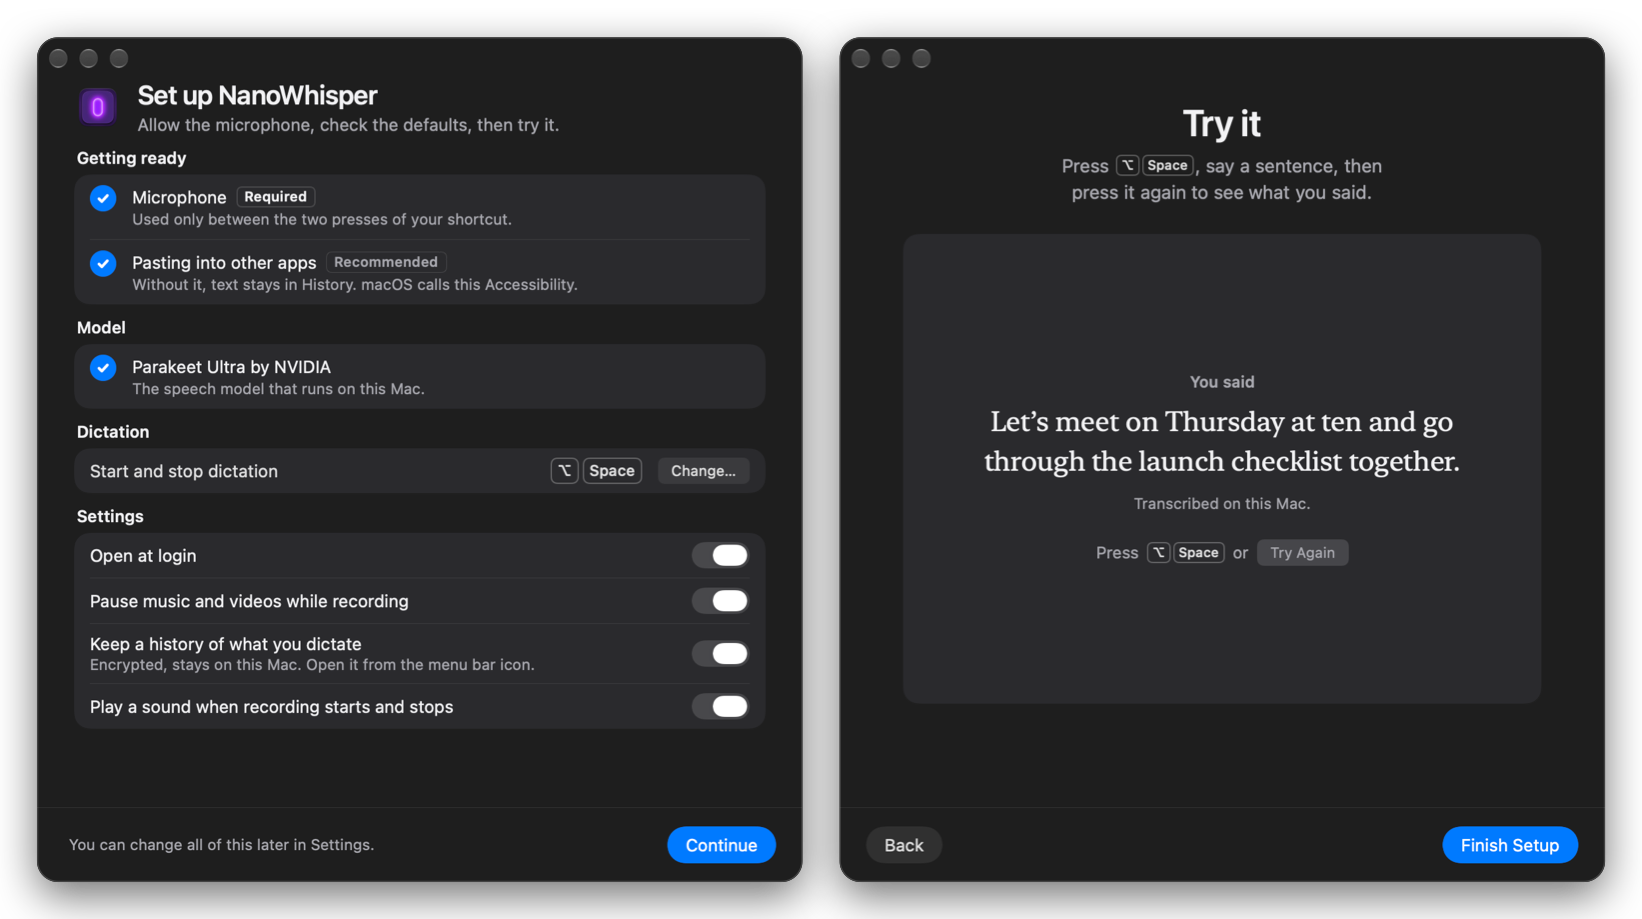 Set up NanoWhisper
Allow the microphone, check the defaults, then try it.
Getting ready
Microphone Required
Used only between the two presses of your shortcut.
Pasting into other apps Recommended
Without it, text stays in History. macOS calls this Accessibility.
Model
Parakeet Ultra by NVIDIA
The speech model that runs on this Mac.
Dictation
Start and stop dictation ⌥ Space Change...
Settings
Open at login
Pause music and videos while recording
Keep a history of what you dictate
Encrypted, stays on this Mac. Open it from the menu bar icon.
Play a sound when recording starts and stops
You can change all of this later in Settings.
Continue
Try it
Press ⌥ Space, say a sentence, then
press it again to see what you said.
You said
Let’s meet on Thursday at ten and go
through the launch checklist together.
Transcribed on this Mac.
Press ⌥ Space or Try Again
Back
Finish Setup